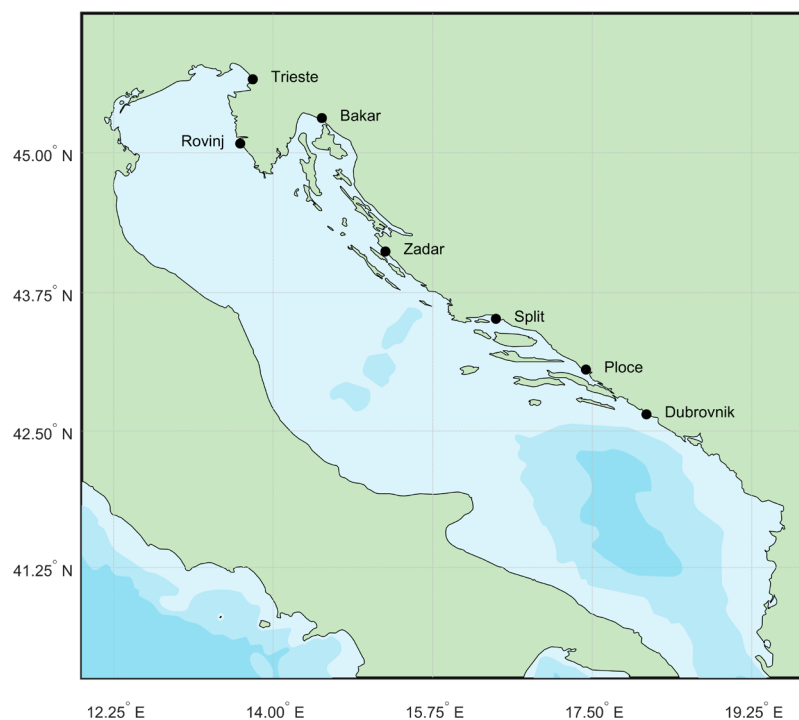 Trieste
Bakar
Rovinj
45.00° N
Zadar
43.75° N
Split
Ploce
Dubrovnik
42.50° N
41.25° N
12.25° E 14.00° E 15.75° E 17.50° E 19.25° E